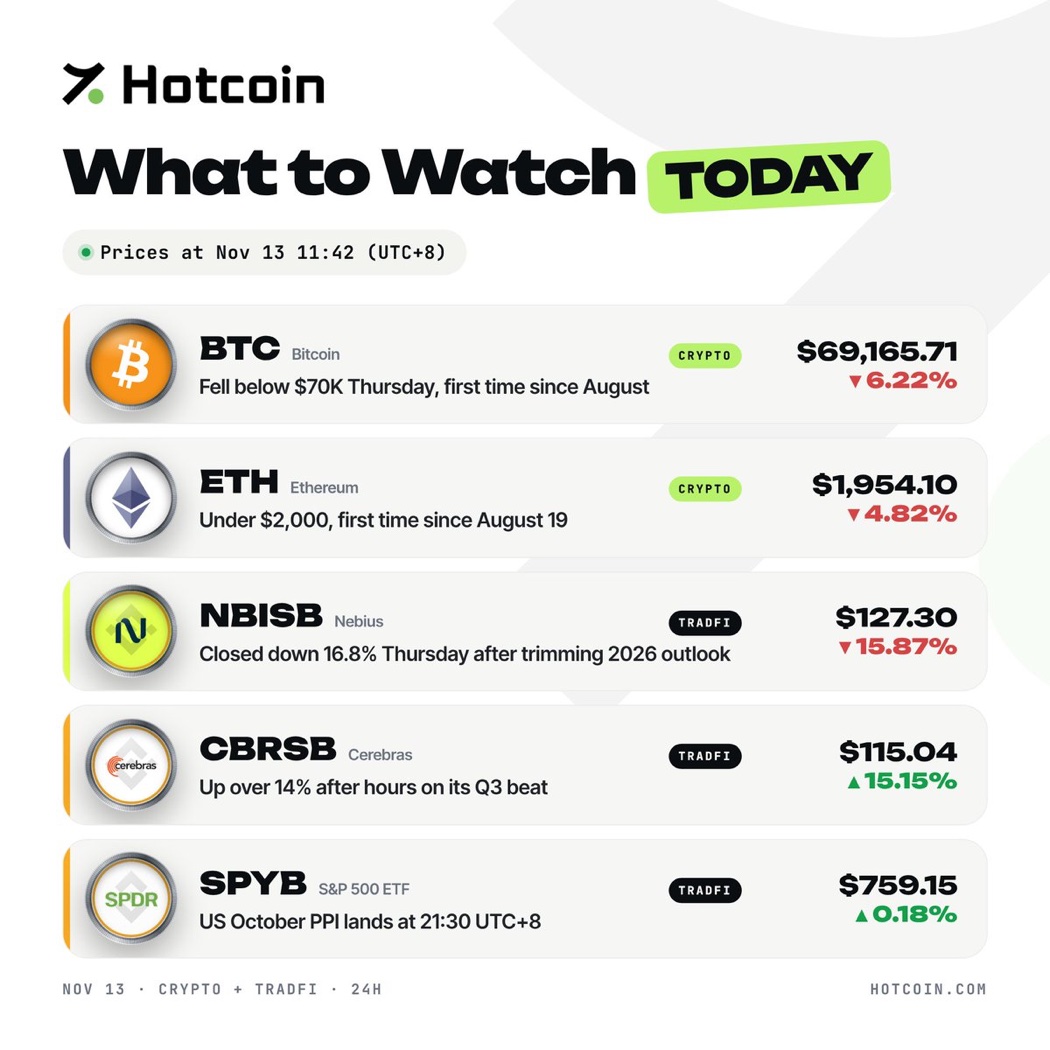 Hotcoin
What to Watch TODAY
Prices at Nov 13 11:42 (UTC+8)
BTC Bitcoin CRYPTO $69,165.71
Fell below $70K Thursday, first time since August ▼6.22%
ETH Ethereum CRYPTO $1,954.10
Under $2,000, first time since August 19 ▼4.82%
NBISB Nebius TRADFI $127.30
Closed down 16.8% Thursday after trimming 2026 outlook ▼15.87%
cerebras
CBRSB Cerebras TRADFI $115.04
Up over 14% after hours on its Q3 beat ▲15.15%
SPDR
SPYB S&P 500 ETF TRADFI $759.15
US October PPI lands at 21:30 UTC+8 ▲0.18%
NOV 13 · CRYPTO + TRADFI · 24H HOTCOIN.COM